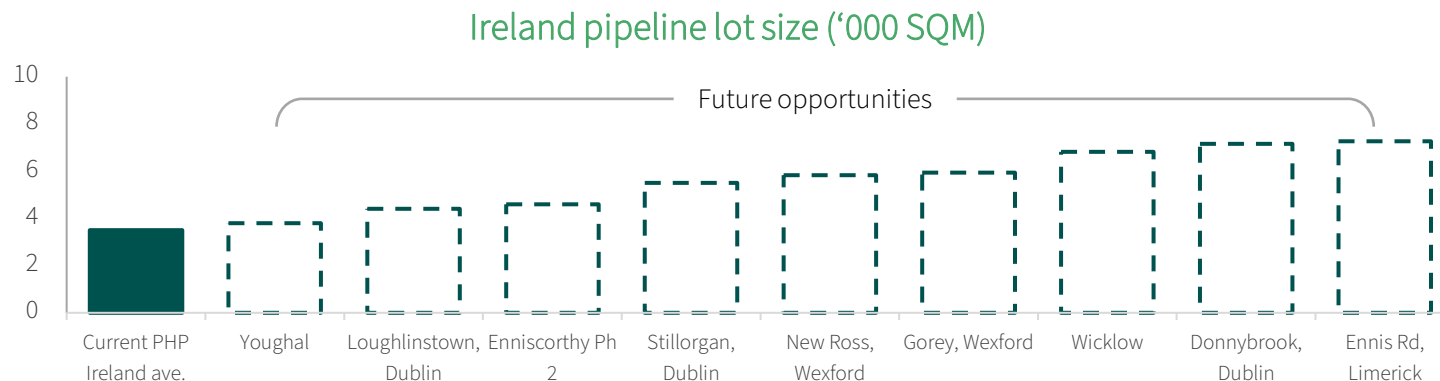 Ireland pipeline lot size (‘000 SQM)
10
8
6
4
2
0
Future opportunities
Current PHP
Ireland ave.
Youghal
Loughlinstown,
Dublin
Enniscorthy Ph
2
Stillorgan,
Dublin
New Ross,
Wexford
Gorey, Wexford
Wicklow
Donnybrook,
Dublin
Ennis Rd,
Limerick